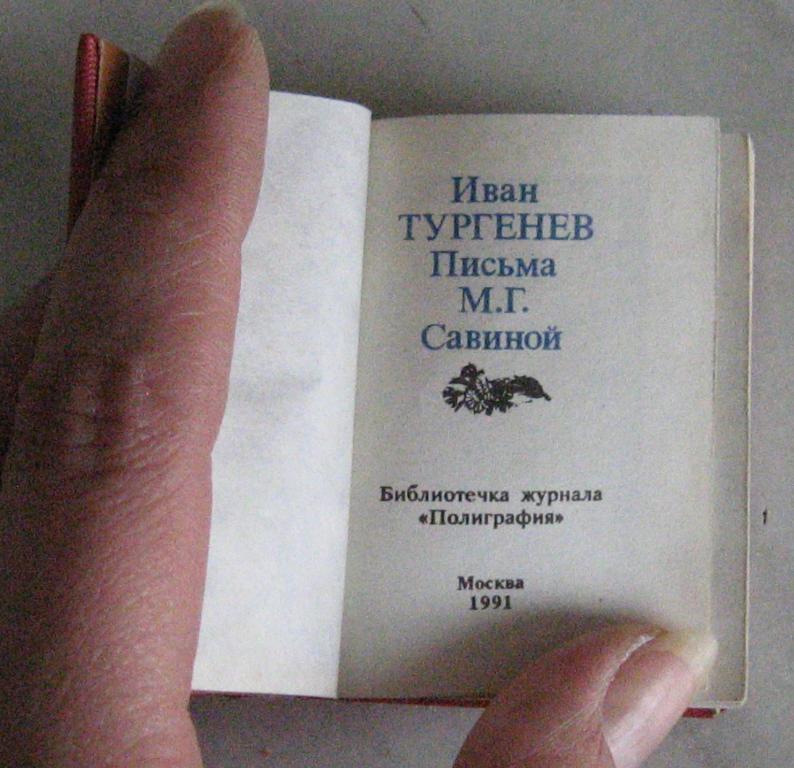 Иван
ТУРГЕНЕВ
Письма
М.Г.
Савиной
Библиотечка журнала
«Полиграфия»
Москва
1991